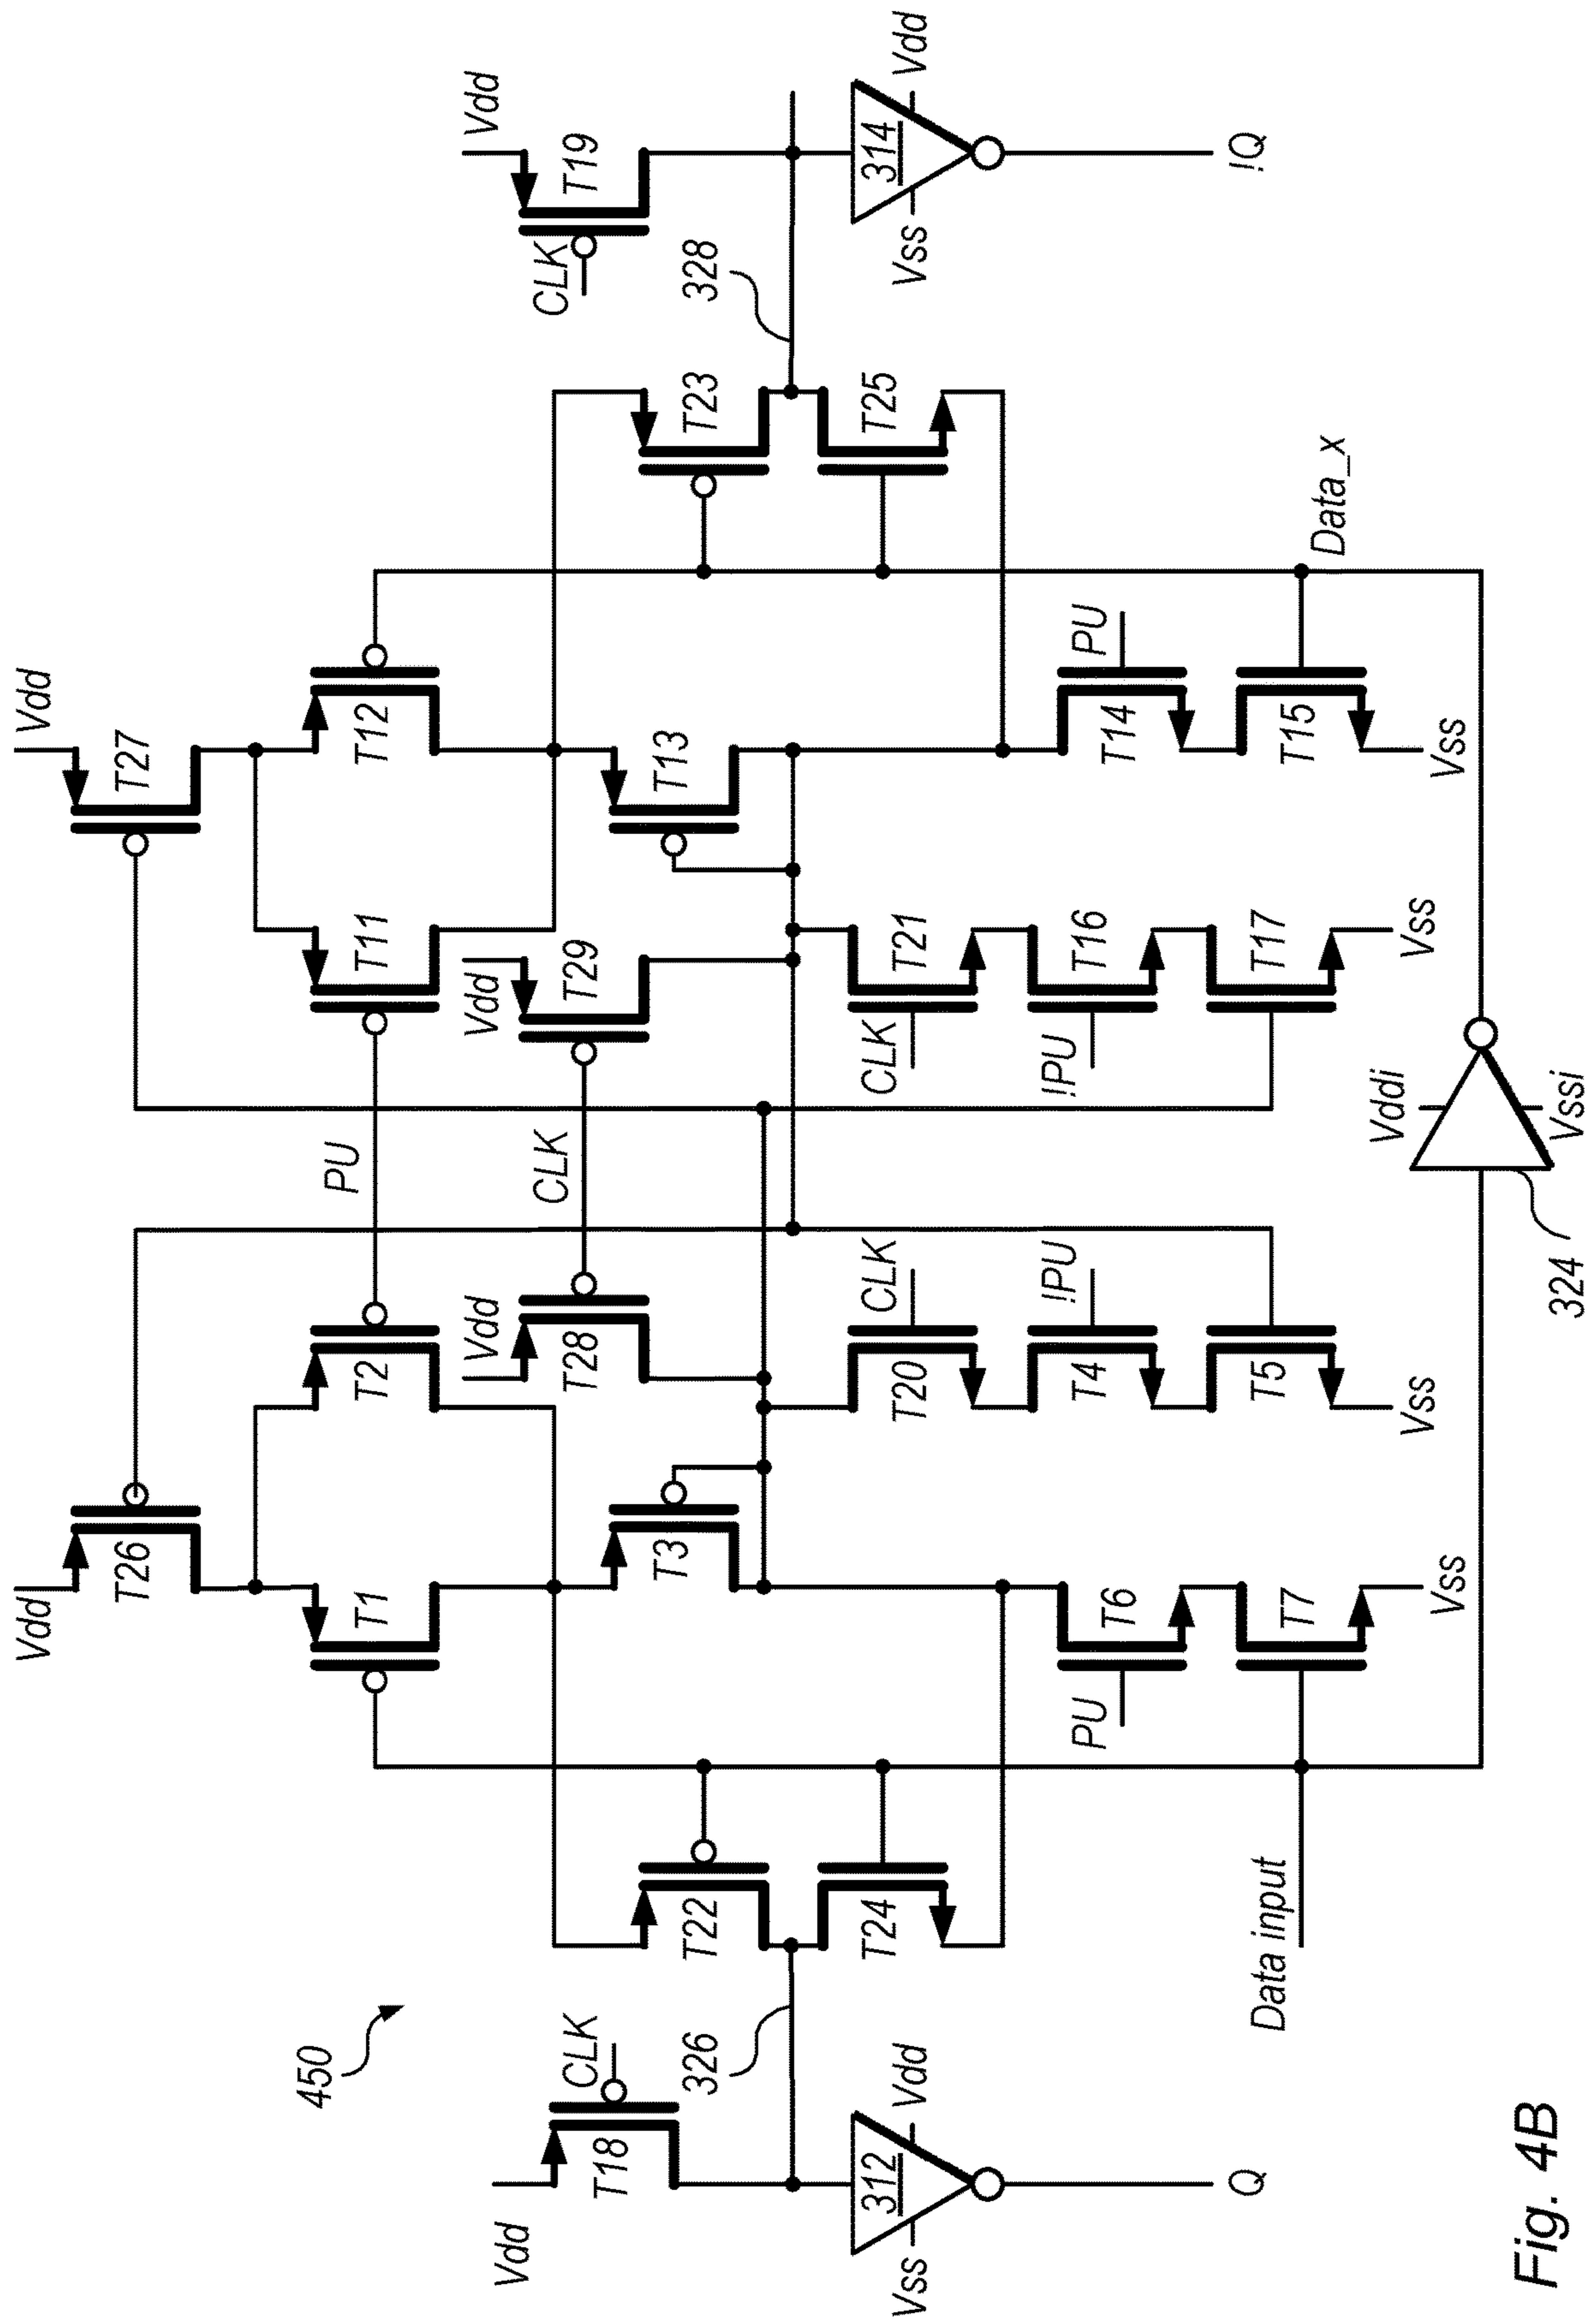 450
Vdd
T26
Vdd
T27
T1
T2
PU
T11
T12
Vdd
T18
CLK
Vdd
T28
CLK
Vdd
T29
Vdd
T19
CLK
T3
T13
T22
T23
326
328
Vss
312
Vdd
Q
T24
T20
CLK
CLK
T21
T25
Vss
314
Vdd
!Q
PU
T6
T4
!PU
!PU
T16
T14
PU
Data input
T7
T5
T17
T15
Data_x
Vss
Vss
Vss
Vss
Vddi
Vssi
324
Fig. 4B